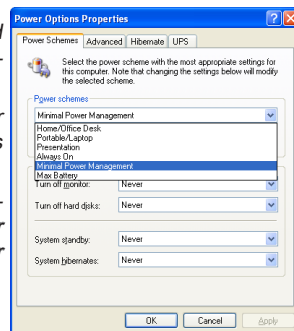 Power Options Properties
Power Schemes Advanced Hibernate UPS
Select the power scheme with the most appropriate settings for
this computer. Note that changing the settings below will modify
the selected scheme.
Power schemes
Minimal Power Management
Home/Office Desk
Portable/Laptop
Presentation
Always On
Minimal Power Management
Max Battery
Turn off monitor: Never
Turn off hard disks: Never
System standby: Never
System hibernates: Never
OK Cancel Apply